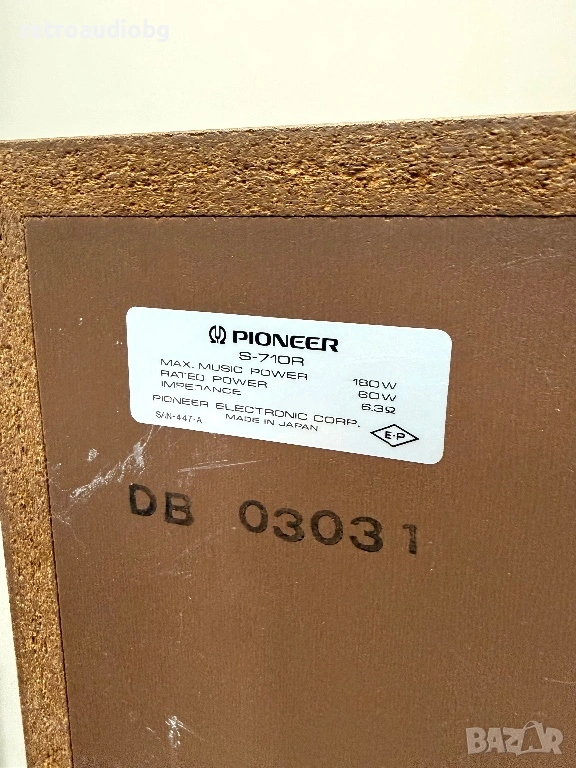 retroaudiobg
PIONEER
S-710R
MAX. MUSIC POWER 180W
RATED POWER 60W
IMPEDANCE 6.3Ω
PIONEER ELECTRONIC CORP.
S/N-447-A MADE IN JAPAN
E-P
DB 03031
BAZAR